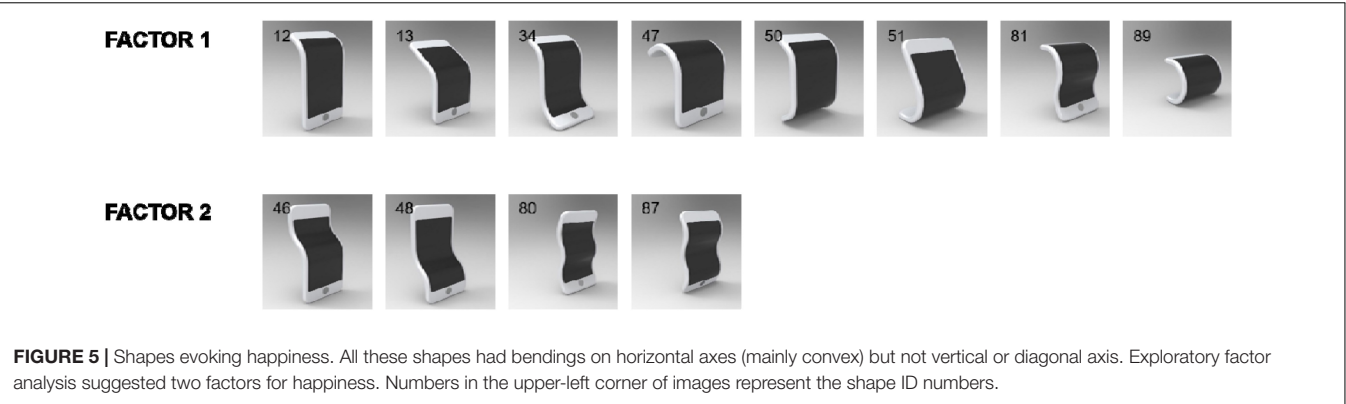 FACTOR 1
12 13 34 47 50 51 81 89
FACTOR 2
46 48 80 87
FIGURE 5 | Shapes evoking happiness. All these shapes had bendings on horizontal axes (mainly convex) but not vertical or diagonal axis. Exploratory factor
analysis suggested two factors for happiness. Numbers in the upper-left corner of images represent the shape ID numbers.